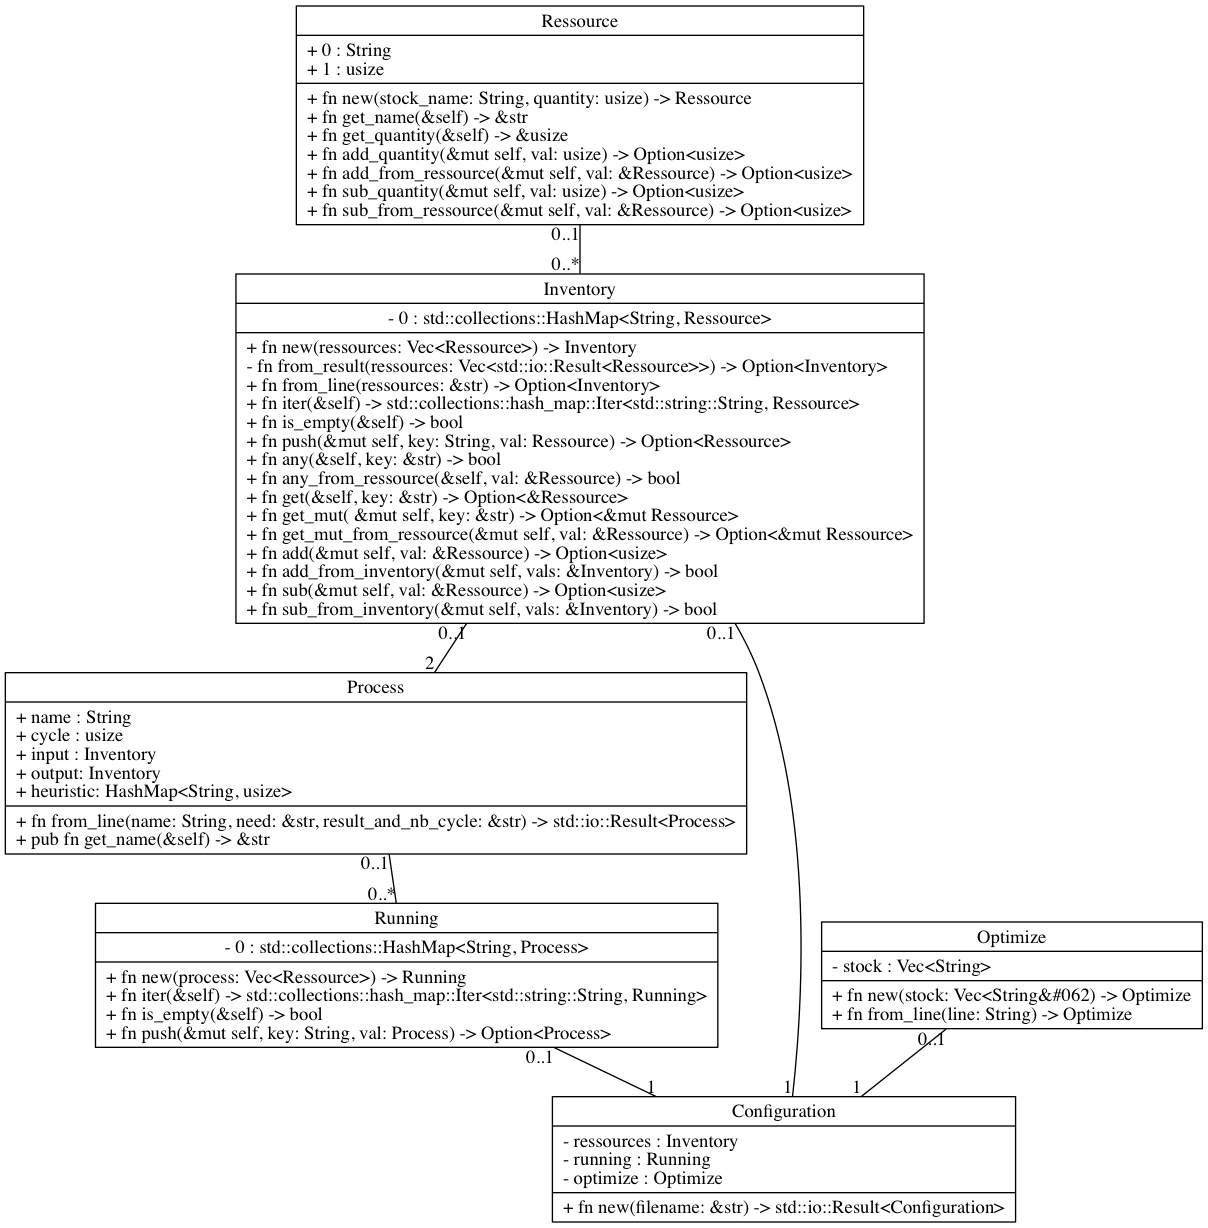 Ressource
+ 0 : String
+ 1 : usize
+ fn new(stock_name: String, quantity: usize) -> Ressource
+ fn get_name(&self) -> &str
+ fn get_quantity(&self) -> &usize
+ fn add_quantity(&mut self, val: usize) -> Option<usize>
+ fn add_from_ressource(&mut self, val: &Ressource) -> Option<usize>
+ fn sub_quantity(&mut self, val: usize) -> Option<usize>
+ fn sub_from_ressource(&mut self, val: &Ressource) -> Option<usize>
0..1
0..*
Inventory
- 0 : std::collections::HashMap<String, Ressource>
+ fn new(ressources: Vec<Ressource>) -> Inventory
- fn from_result(ressources: Vec<std::io::Result<Ressource>>) -> Option<Inventory>
+ fn from_line(ressources: &str) -> Option<Inventory>
+ fn iter(&self) -> std::collections::hash_map::Iter<std::string::String, Ressource>
+ fn is_empty(&self) -> bool
+ fn push(&mut self, key: String, val: Ressource) -> Option<Ressource>
+ fn any(&self, key: &str) -> bool
+ fn any_from_ressource(&self, val: &Ressource) -> bool
+ fn get(&self, key: &str) -> Option<&Ressource>
+ fn get_mut( &mut self, key: &str) -> Option<&mut Ressource>
+ fn get_mut_from_ressource(&mut self, val: &Ressource) -> Option<&mut Ressource>
+ fn add(&mut self, val: &Ressource) -> Option<usize>
+ fn add_from_inventory(&mut self, vals: &Inventory) -> bool
+ fn sub(&mut self, val: &Ressource) -> Option<usize>
+ fn sub_from_inventory(&mut self, vals: &Inventory) -> bool
0..1
0..1
2
Process
+ name : String
+ cycle : usize
+ input : Inventory
+ output: Inventory
+ heuristic: HashMap<String, usize>
+ fn from_line(name: String, need: &str, result_and_nb_cycle: &str) -> std::io::Result<Process>
+ pub fn get_name(&self) -> &str
0..1
0..*
Running
- 0 : std::collections::HashMap<String, Process>
+ fn new(process: Vec<Ressource>) -> Running
+ fn iter(&self) -> std::collections::hash_map::Iter<std::string::String, Running>
+ fn is_empty(&self) -> bool
+ fn push(&mut self, key: String, val: Process) -> Option<Process>
0..1
Optimize
- stock : Vec<String>
+ fn new(stock: Vec<String&#062) -> Optimize
+ fn from_line(line: String) -> Optimize
0..1
1
1
1
Configuration
- ressources : Inventory
- running : Running
- optimize : Optimize
+ fn new(filename: &str) -> std::io::Result<Configuration>